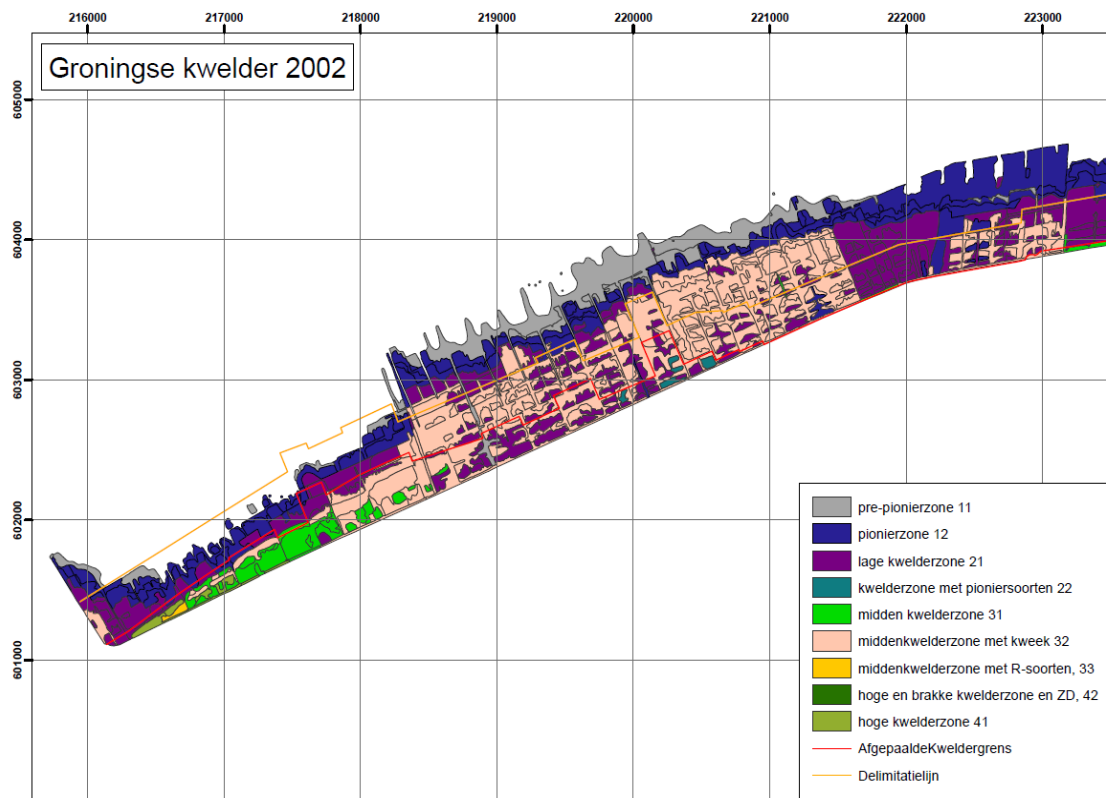 216000 217000 218000 219000 220000 221000 222000 223000
Groningse kwelder 2002
605000
604000
603000
602000
601000
pre-pionierzone 11
pionierzone 12
lage kwelderzone 21
kwelderzone met pioniersoorten 22
midden kwelderzone 31
middenkwelderzone met kweek 32
middenkwelderzone met R-soorten, 33
hoge en brakke kwelderzone en ZD, 42
hoge kwelderzone 41
AfgepaaldeKweldergrens
Delimitatielijn